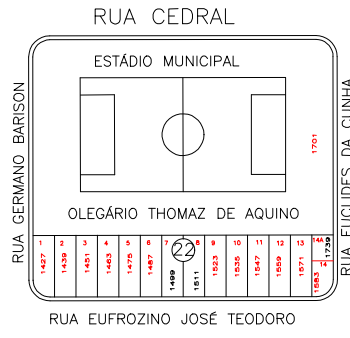 RUA CEDRAL
ESTÁDIO MUNICIPAL
RUA GERMANO BARISON
RUA EUCLIDES DA CUNHA
1701
OLEGÁRIO THOMAZ DE AQUINO
22
1 2 3 4 5 6 7 8 9 10 11 12 13 14A
1427 1439 1451 1463 1475 1487 1499 1511 1523 1535 1547 1559 1571 1739
14
1583
RUA EUFROZINO JOSÉ TEODORO